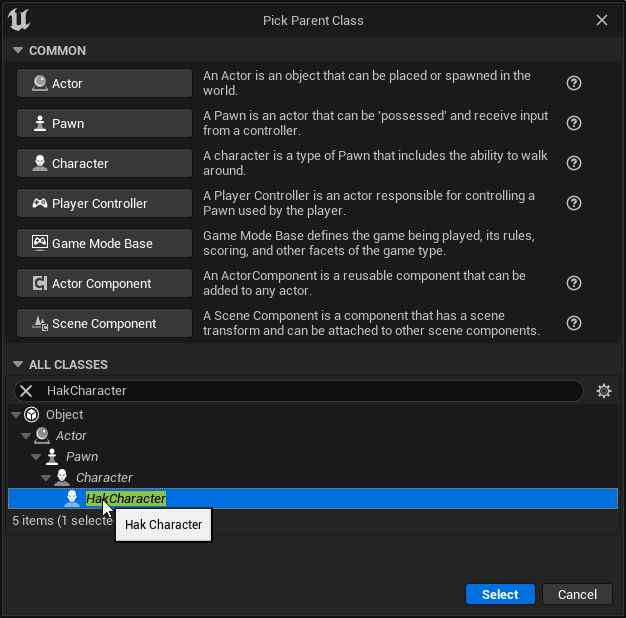 Pick Parent Class
COMMON
Actor
An Actor is an object that can be placed or spawned in the
world.
Pawn
A Pawn is an actor that can be 'possessed' and receive input
from a controller.
Character
A character is a type of Pawn that includes the ability to walk
around.
Player Controller
A Player Controller is an actor responsible for controlling a
Pawn used by the player.
Game Mode Base
Game Mode Base defines the game being played, its rules,
scoring, and other facets of the game type.
Actor Component
An ActorComponent is a reusable component that can be
added to any actor.
Scene Component
A Scene Component is a component that has a scene
transform and can be attached to other scene components.
ALL CLASSES
HakCharacter
Object
Actor
Pawn
Character
HakCharacter
5 items (1 selecte
Hak Character
Select
Cancel